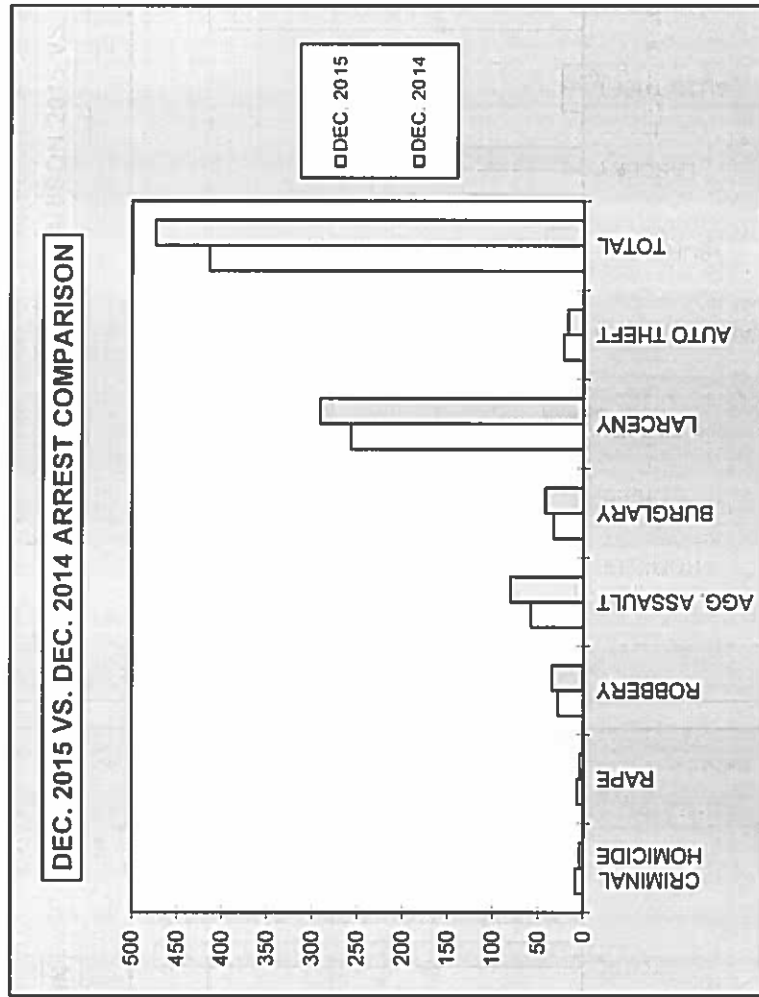 DEC. 2015 VS. DEC. 2014 ARREST COMPARISON
500
450
400
350
300
250
200
150
100
50
0
CRIMINAL
HOMICIDE
RAPE
ROBBERY
AGG. ASSAULT
BURGLARY
LARCENY
AUTO THEFT
TOTAL
DEC. 2015
DEC. 2014